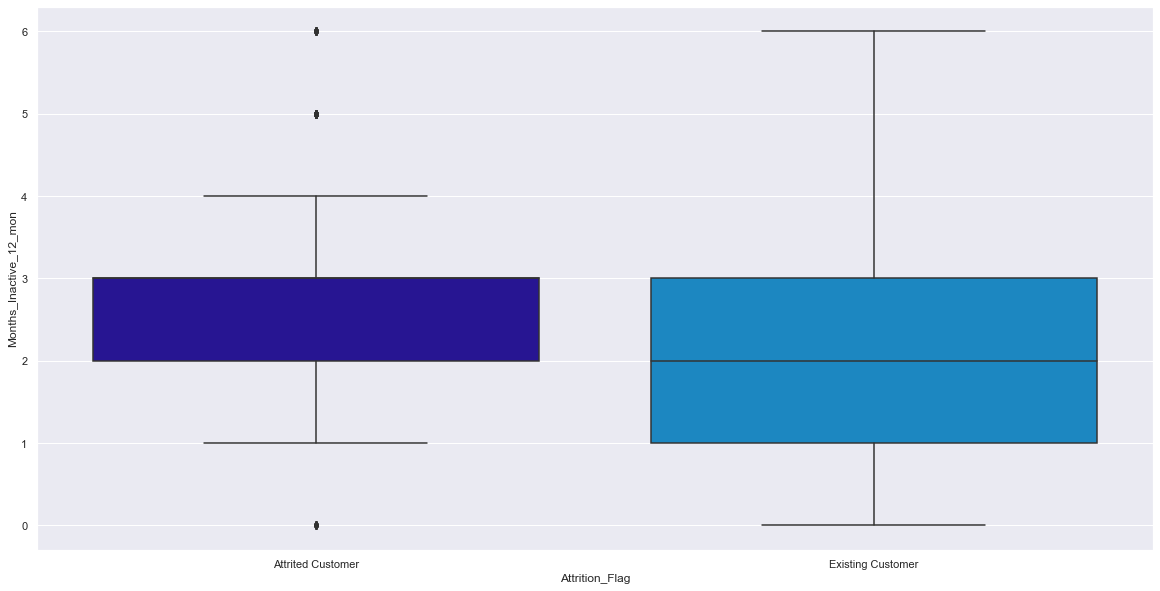 6
5
4
3
2
1
0
Months_Inactive_12_mon
Attrited Customer
Existing Customer
Attrition_Flag